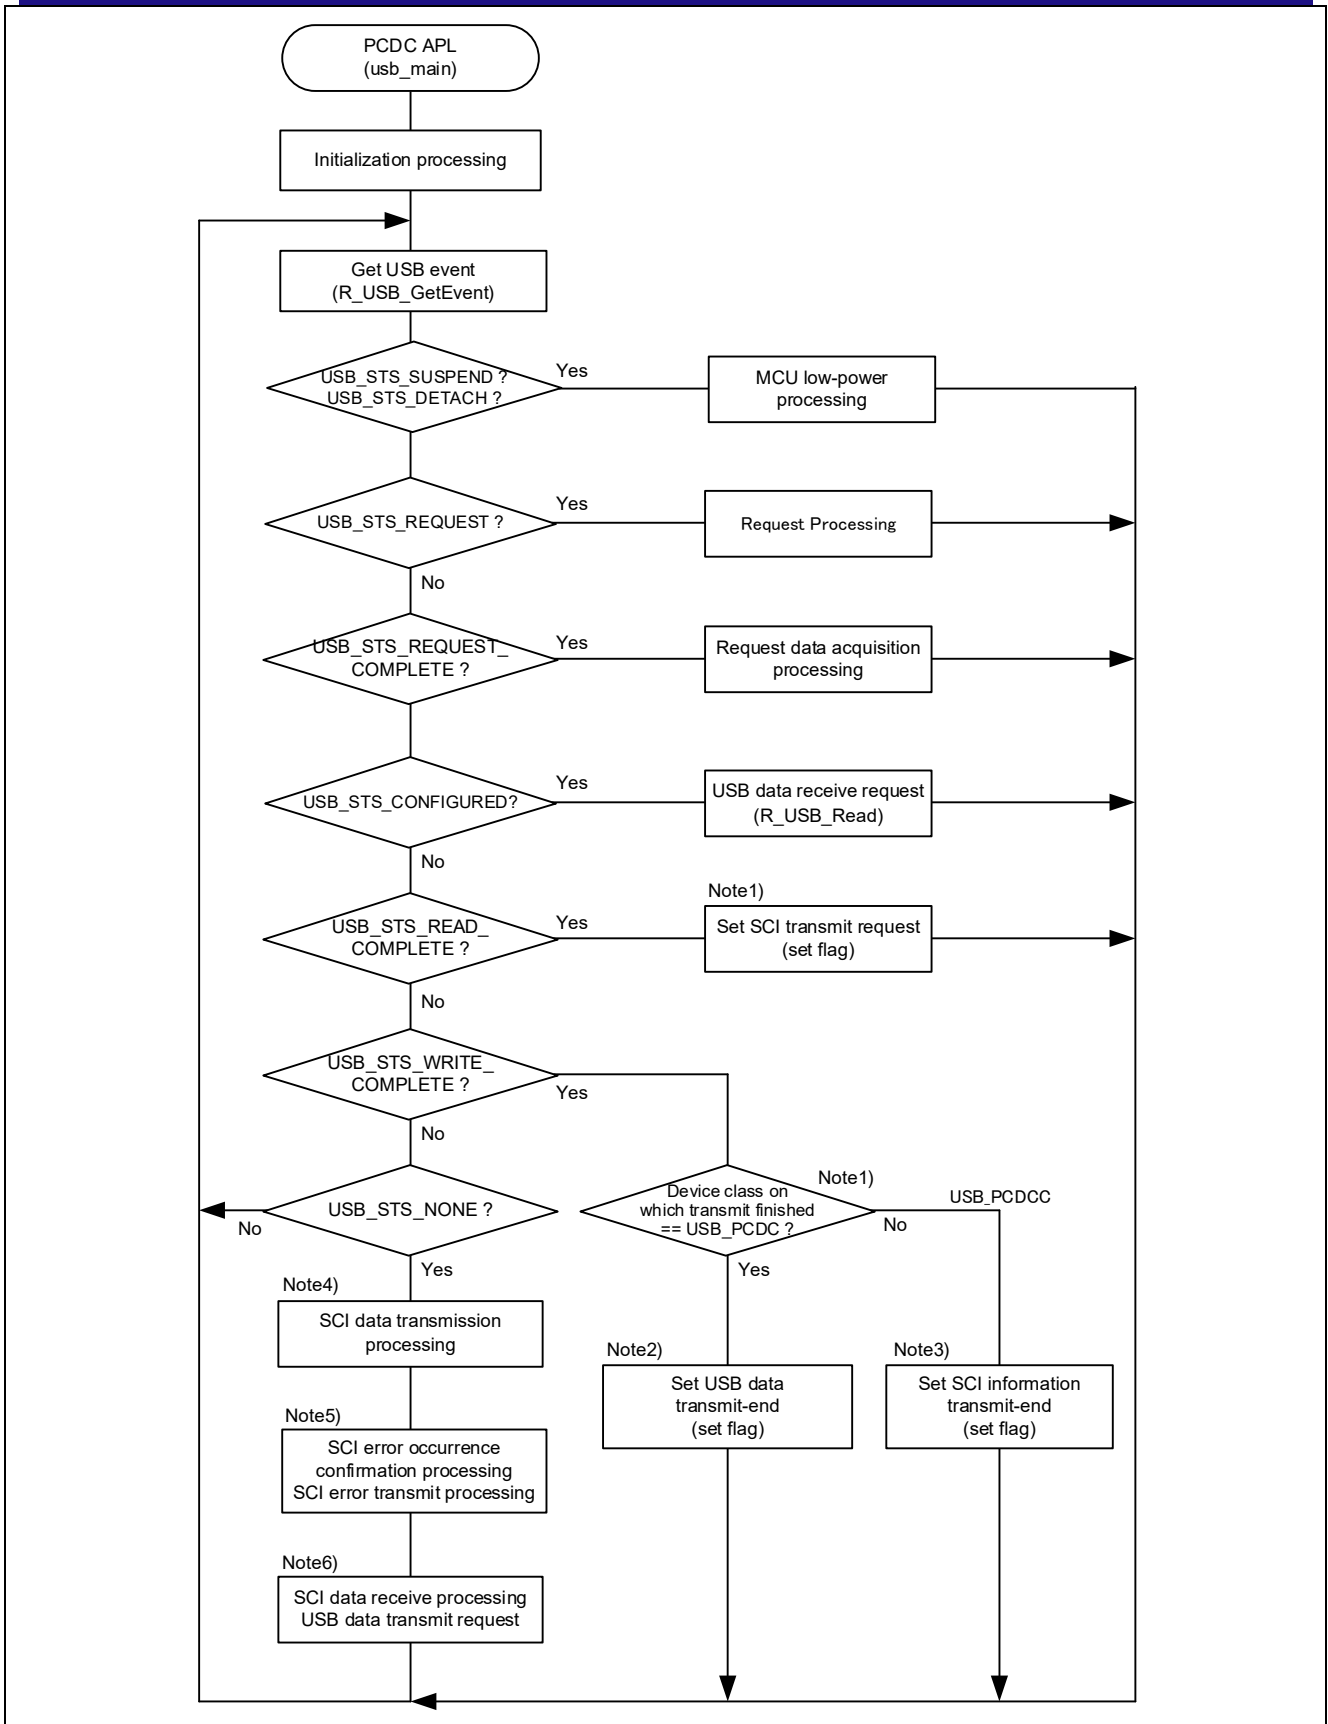 PCDC APL
(usb_main)
Initialization processing
Get USB event
(R_USB_GetEvent)
USB_STS_SUSPEND ?
USB_STS_DETACH ?
Yes
MCU low-power
processing
USB_STS_REQUEST ?
Yes
Request Processing
No
USB_STS_REQUEST_
COMPLETE ?
Yes
Request data acquisition
processing
USB_STS_CONFIGURED?
Yes
USB data receive request
(R_USB_Read)
No
USB_STS_READ_
COMPLETE ?
Yes
Note1)
Set SCI transmit request
(set flag)
No
USB_STS_WRITE_
COMPLETE ?
Yes
No
USB_STS_NONE ?
No
Yes
Note1)
Device class on
which transmit finished
== USB_PCDC ?
USB_PCDCC
No
Yes
Note4)
SCI data transmission
processing
Note2)
Set USB data
transmit-end
(set flag)
Note3)
Set SCI information
transmit-end
(set flag)
Note5)
SCI error occurrence
confirmation processing
SCI error transmit processing
Note6)
SCI data receive processing
USB data transmit request